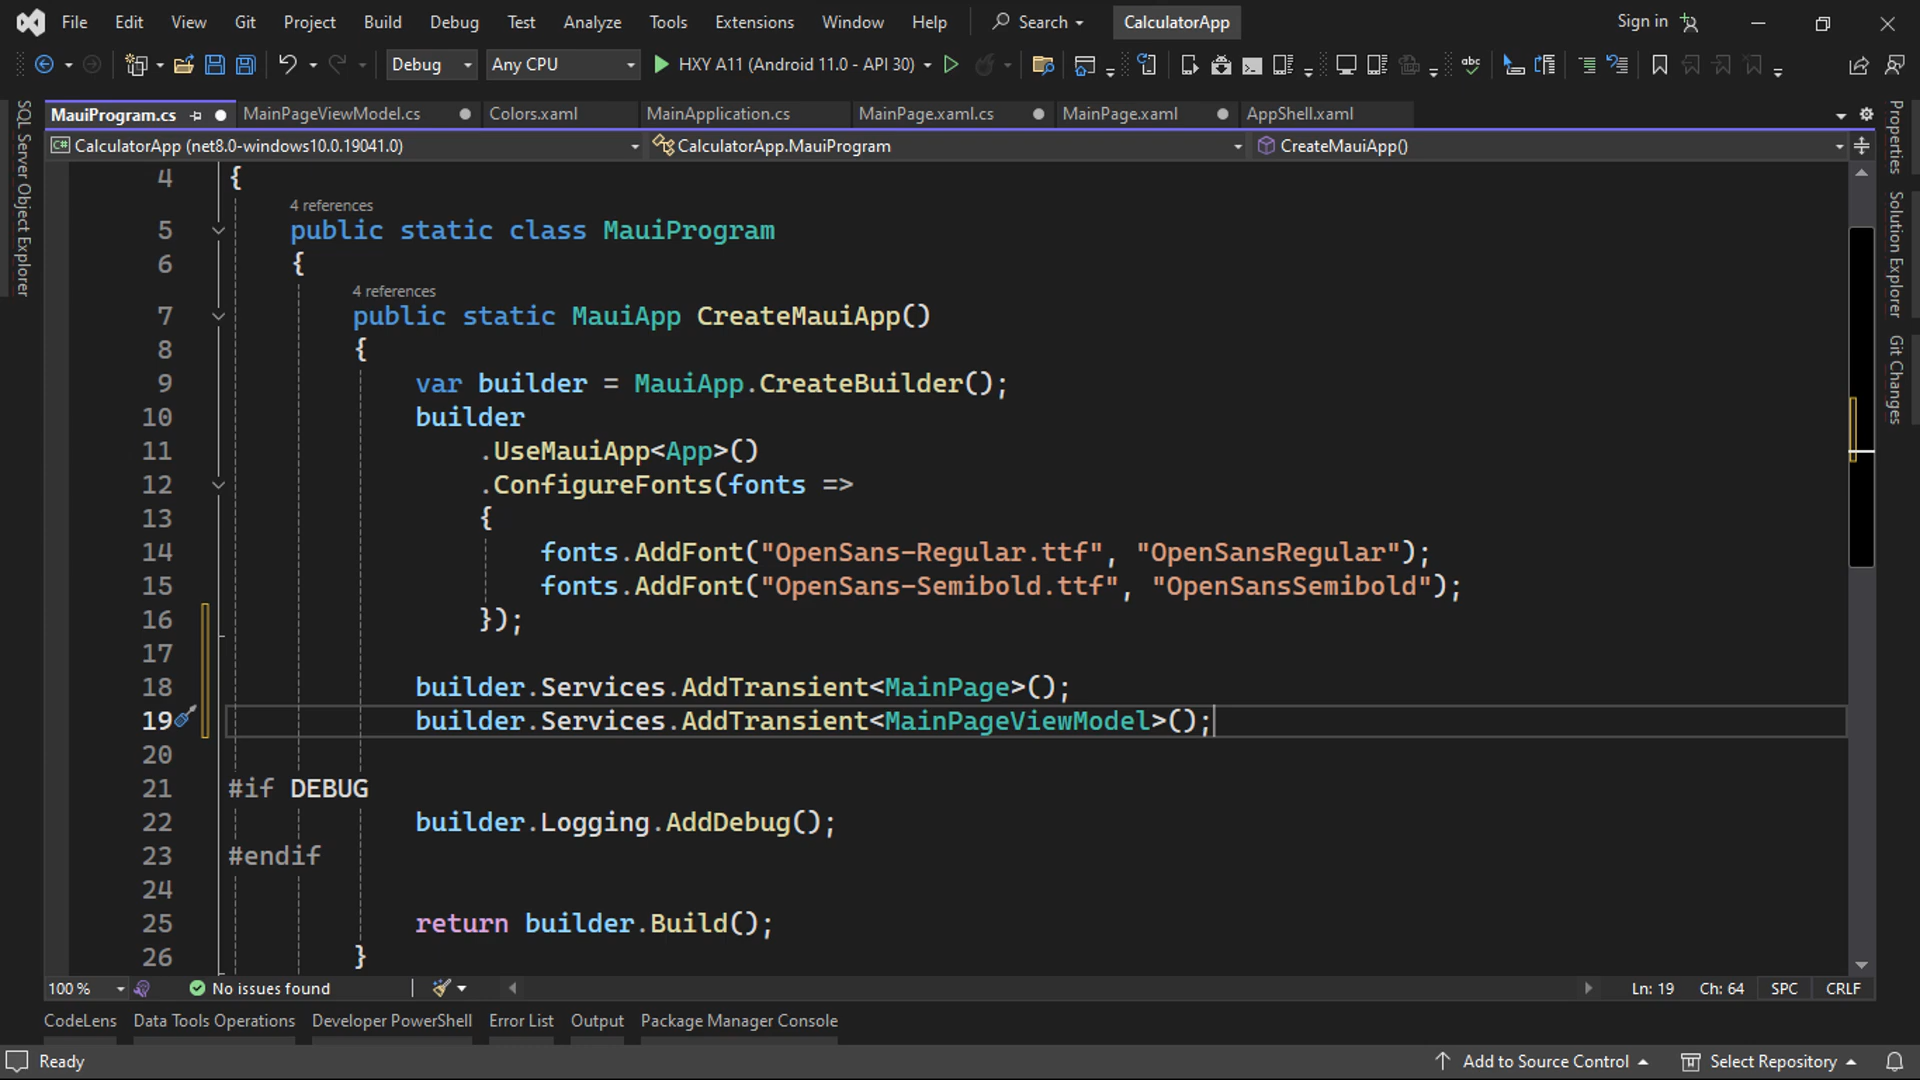 File Edit View Git Project Build Debug Test Analyze Tools Extensions Window Help Search CalculatorApp Sign in
Debug Any CPU HXY A11 (Android 11.0 - API 30)
MauiProgram.cs MainPageViewModel.cs Colors.xaml MainApplication.cs MainPage.xaml.cs MainPage.xaml AppShell.xaml
C# CalculatorApp (net8.0-windows10.0.19041.0) CalculatorApp.MauiProgram CreateMauiApp()
SQL Server Object Explorer
Properties
Solution Explorer
Git Changes
4 {
4 references
5 public static class MauiProgram
6 {
4 references
7 public static MauiApp CreateMauiApp()
8 {
9 var builder = MauiApp.CreateBuilder();
10 builder
11 .UseMauiApp<App>()
12 .ConfigureFonts(fonts =>
13 {
14 fonts.AddFont("OpenSans-Regular.ttf", "OpenSansRegular");
15 fonts.AddFont("OpenSans-Semibold.ttf", "OpenSansSemibold");
16 });
17
18 builder.Services.AddTransient<MainPage>();
19 builder.Services.AddTransient<MainPageViewModel>();
20
21 #if DEBUG
22 builder.Logging.AddDebug();
23 #endif
24
25 return builder.Build();
26 }
100 % No issues found Ln: 19 Ch: 64 SPC CRLF
CodeLens Data Tools Operations Developer PowerShell Error List Output Package Manager Console
Ready Add to Source Control Select Repository